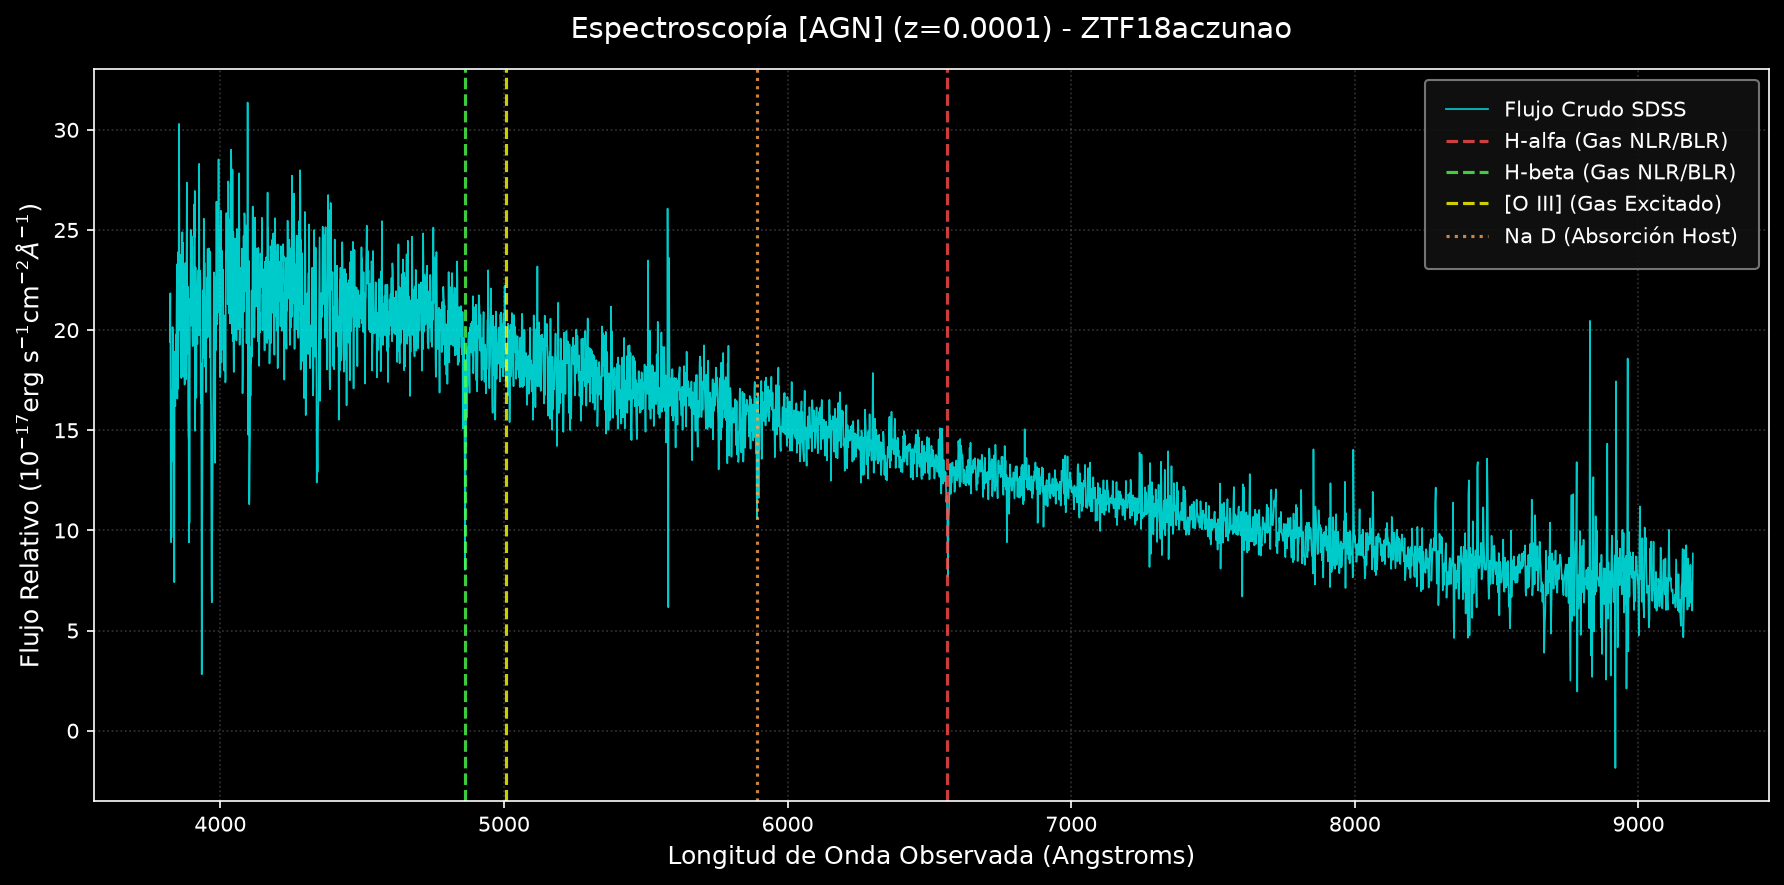 Espectroscopía [AGN] (z=0.0001) - ZTF18aczunao
Flujo Crudo SDSS
H-alfa (Gas NLR/BLR)
H-beta (Gas NLR/BLR)
[O III] (Gas Excitado)
Na D (Absorción Host)
Flujo Relativo (10⁻¹⁷erg s⁻¹cm⁻²Å⁻¹)
30
25
20
15
10
5
0
4000 5000 6000 7000 8000 9000
Longitud de Onda Observada (Angstroms)